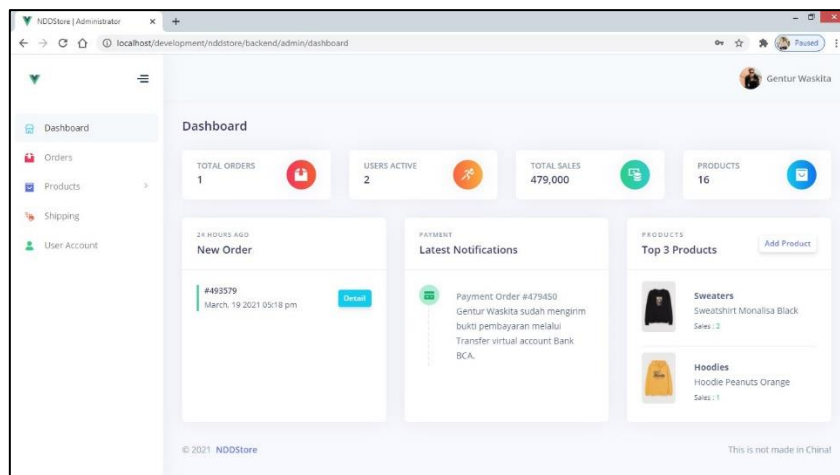 NDDStore | Administrator
localhost/development/nddstore/backend/admin/dashboard
Paused
Gentur Waskita
Dashboard
Orders
Products
Shipping
User Account
Dashboard
TOTAL ORDERS
1
USERS ACTIVE
2
TOTAL SALES
479,000
PRODUCTS
16
24 HOURS AGO
New Order
#493579
March, 19 2021 05:18 pm
Detail
PAYMENT
Latest Notifications
Payment Order #479450
Gentur Waskita sudah mengirim
bukti pembayaran melalui
Transfer virtual account Bank
BCA.
PRODUCTS
Top 3 Products
Add Product
Sweaters
Sweatshirt Monalisa Black
Sales : 2
Hoodies
Hoodie Peanuts Orange
Sales : 1
© 2021 NDDStore
This is not made in China!